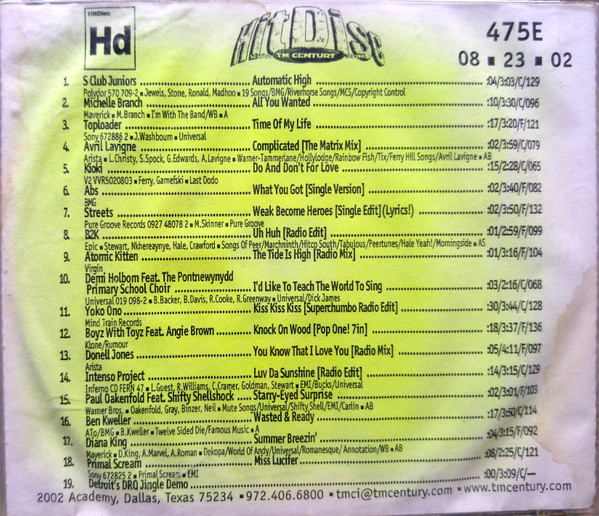 HitDisc
Hd
HitDisc
TM CENTURY
475E
08 ▪ 23 ▪ 02
1. S Club Juniors Automatic High :04/3:03/C/129
Polydor 570 709-2 ▪ Jewels, Stone, Ronald, Madhoo ▪ 19 Songs/BMG/Riverhorse Songs/MCS/Copyright Control
2. Michelle Branch All You Wanted :10/3:30/C/096
Maverick ▪ M.Branch ▪ I'm With The Band/WB ▪ A
3. Toploader Time Of My Life :17/3:20/F/121
Sony 672886 2 ▪ J.Washbourn ▪ Universal
4. Avril Lavigne Complicated [The Matrix Mix] :02/3:59/C/079
Arista ▪ L.Christy, S.Spock, G.Edwards, A.Lavigne ▪ Warner-Tammerlane/Hollylodge/Rainbow Fish/Tix/Ferry Hill Songs/Avril Lavigne ▪ AB
5. Kioki Do And Don't For Love :15/2:28/C/065
V2 VVR5020803 ▪ Ferry, Garnefski ▪ Last Dodo
6. Abs What You Got [Single Version] :02/3:40/F/082
BMG
7. Streets Weak Become Heroes [Single Edit] (Lyrics!) :02/3:50/F/132
Pure Groove Records 0927 48078 2 ▪ M.Skinner ▪ Pure Groove
8. B2K Uh Huh [Radio Edit] :01/2:59/F/099
Epic ▪ Stewert, Nkhereanye, Hale, Crawford ▪ Songs Of Peer/Marchninth/Hitco South/Tabulous/Peertunes/Hale Yeah!/Morningside ▪ AS
9. Atomic Kitten The Tide Is High [Radio Mix] :01/3:16/F/104
Virgin
10. Demi Holborn Feat. The Pontnewynydd
Primary School Choir I'd Like To Teach The World To Sing :03/2:16/C/068
Universal 019 098-2 ▪ B.Backer, B.Davis, R.Cooke, R.Greenway ▪ Universal/Dick James
11. Yoko Ono Kiss Kiss Kiss [Superchumbo Radio Edit] :30/3:44/F/128
Mind Train Records
12. Boyz With Toyz Feat. Angie Brown Knock On Wood [Pop One! 7in] :18/3:37/F/136
Klone/Rumour
13. Donell Jones You Know That I Love You [Radio Mix] :05/4:11/F/097
Arista
14. Intenso Project Luv Da Sunshine [Radio Edit] :14/3:15/F/129
Inferno CD FERN 47 ▪ L.Guest, R.Williams, C.Cramer, Goldman, Stewart ▪ EMI/Bucks/Universal
15. Paul Oakenfold Feat. Shifty Shellshock Starry-Eyed Surprise :02/3:01/F/103
Warner Bros. ▪ Oakenfold, Gray, Binzer, Neil ▪ Mute Songs/Universal/Shifty Shell/EMI/Carlin ▪ AB
16. Ben Kweller Wasted & Ready :17/3:50/C/114
ATo/BMG ▪ B.Kweller ▪ Twelve Sided Die/Famous Music ▪ A
17. Diana King Summer Breezin' :04/3:15/F/092
Maverick ▪ D.King, A.Marvel, A.Roman ▪ Dekopa/World Of Andy/Universal/Romanesque/Annotation/WB ▪ AB
18. Primal Scream Miss Lucifer :08/2:25/C/121
Sony 672825 2 ▪ Primal Scream ▪ EMI
19. Detroit's DRQ Jingle Demo :00/3:09/C/—
2002 Academy, Dallas, Texas 75234 ▪ 972.406.6800 ▪ tmci@tmcentury.com ▪ www.tmcentury.com